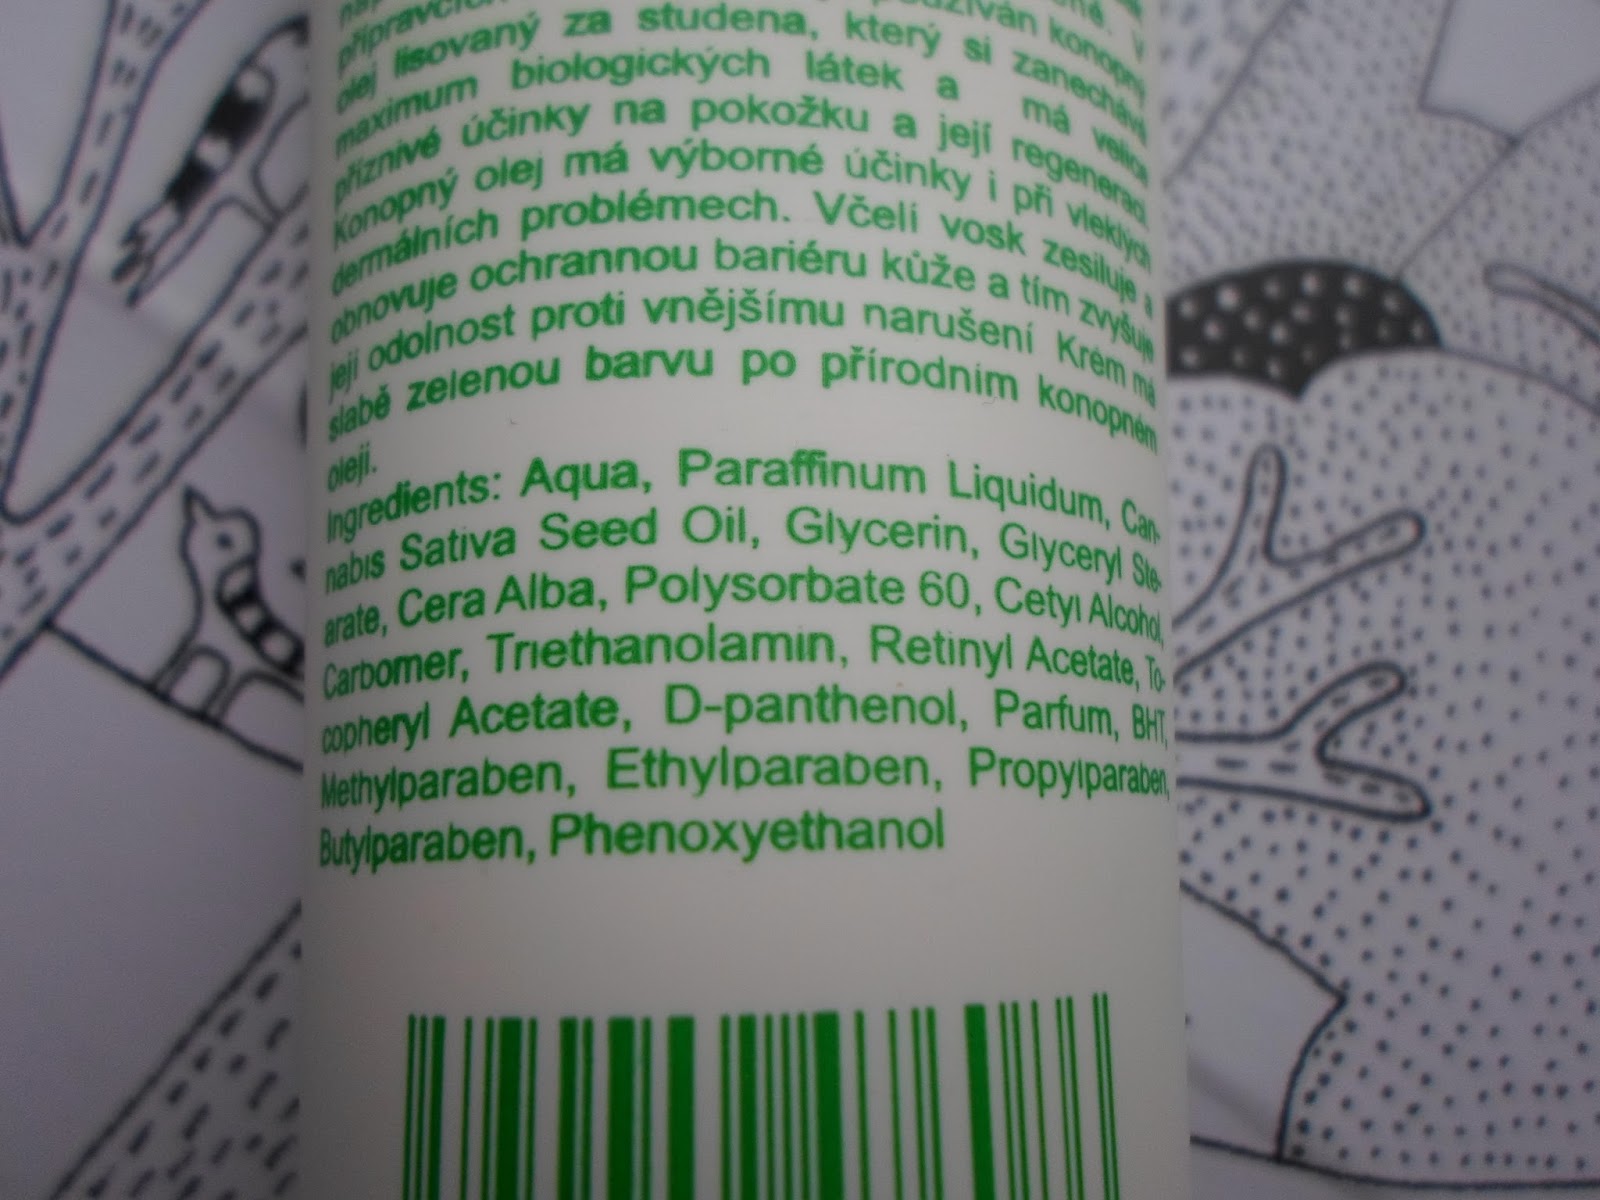 přípravcích používán konopný
olej lisovaný za studena, který si zanechává
maximum biologických látek a má velice
příznivé účinky na pokožku a její regeneraci.
Konopný olej má výborné účinky i při vleklých
dermálních problémech. Včelí vosk zesiluje a
obnovuje ochrannou bariéru kůže a tím zvyšuje
její odolnost proti vnějšímu narušení Krém má
slabě zelenou barvu po přírodním konopném
oleji.
Ingredients: Aqua, Paraffinum Liquidum, Can-
nabis Sativa Seed Oil, Glycerin, Glyceryl Ste-
arate, Cera Alba, Polysorbate 60, Cetyl Alcohol,
Carbomer, Triethanolamin, Retinyl Acetate, To-
copheryl Acetate, D-panthenol, Parfum, BHT,
Methylparaben, Ethylparaben, Propylparaben,
Butylparaben, Phenoxyethanol